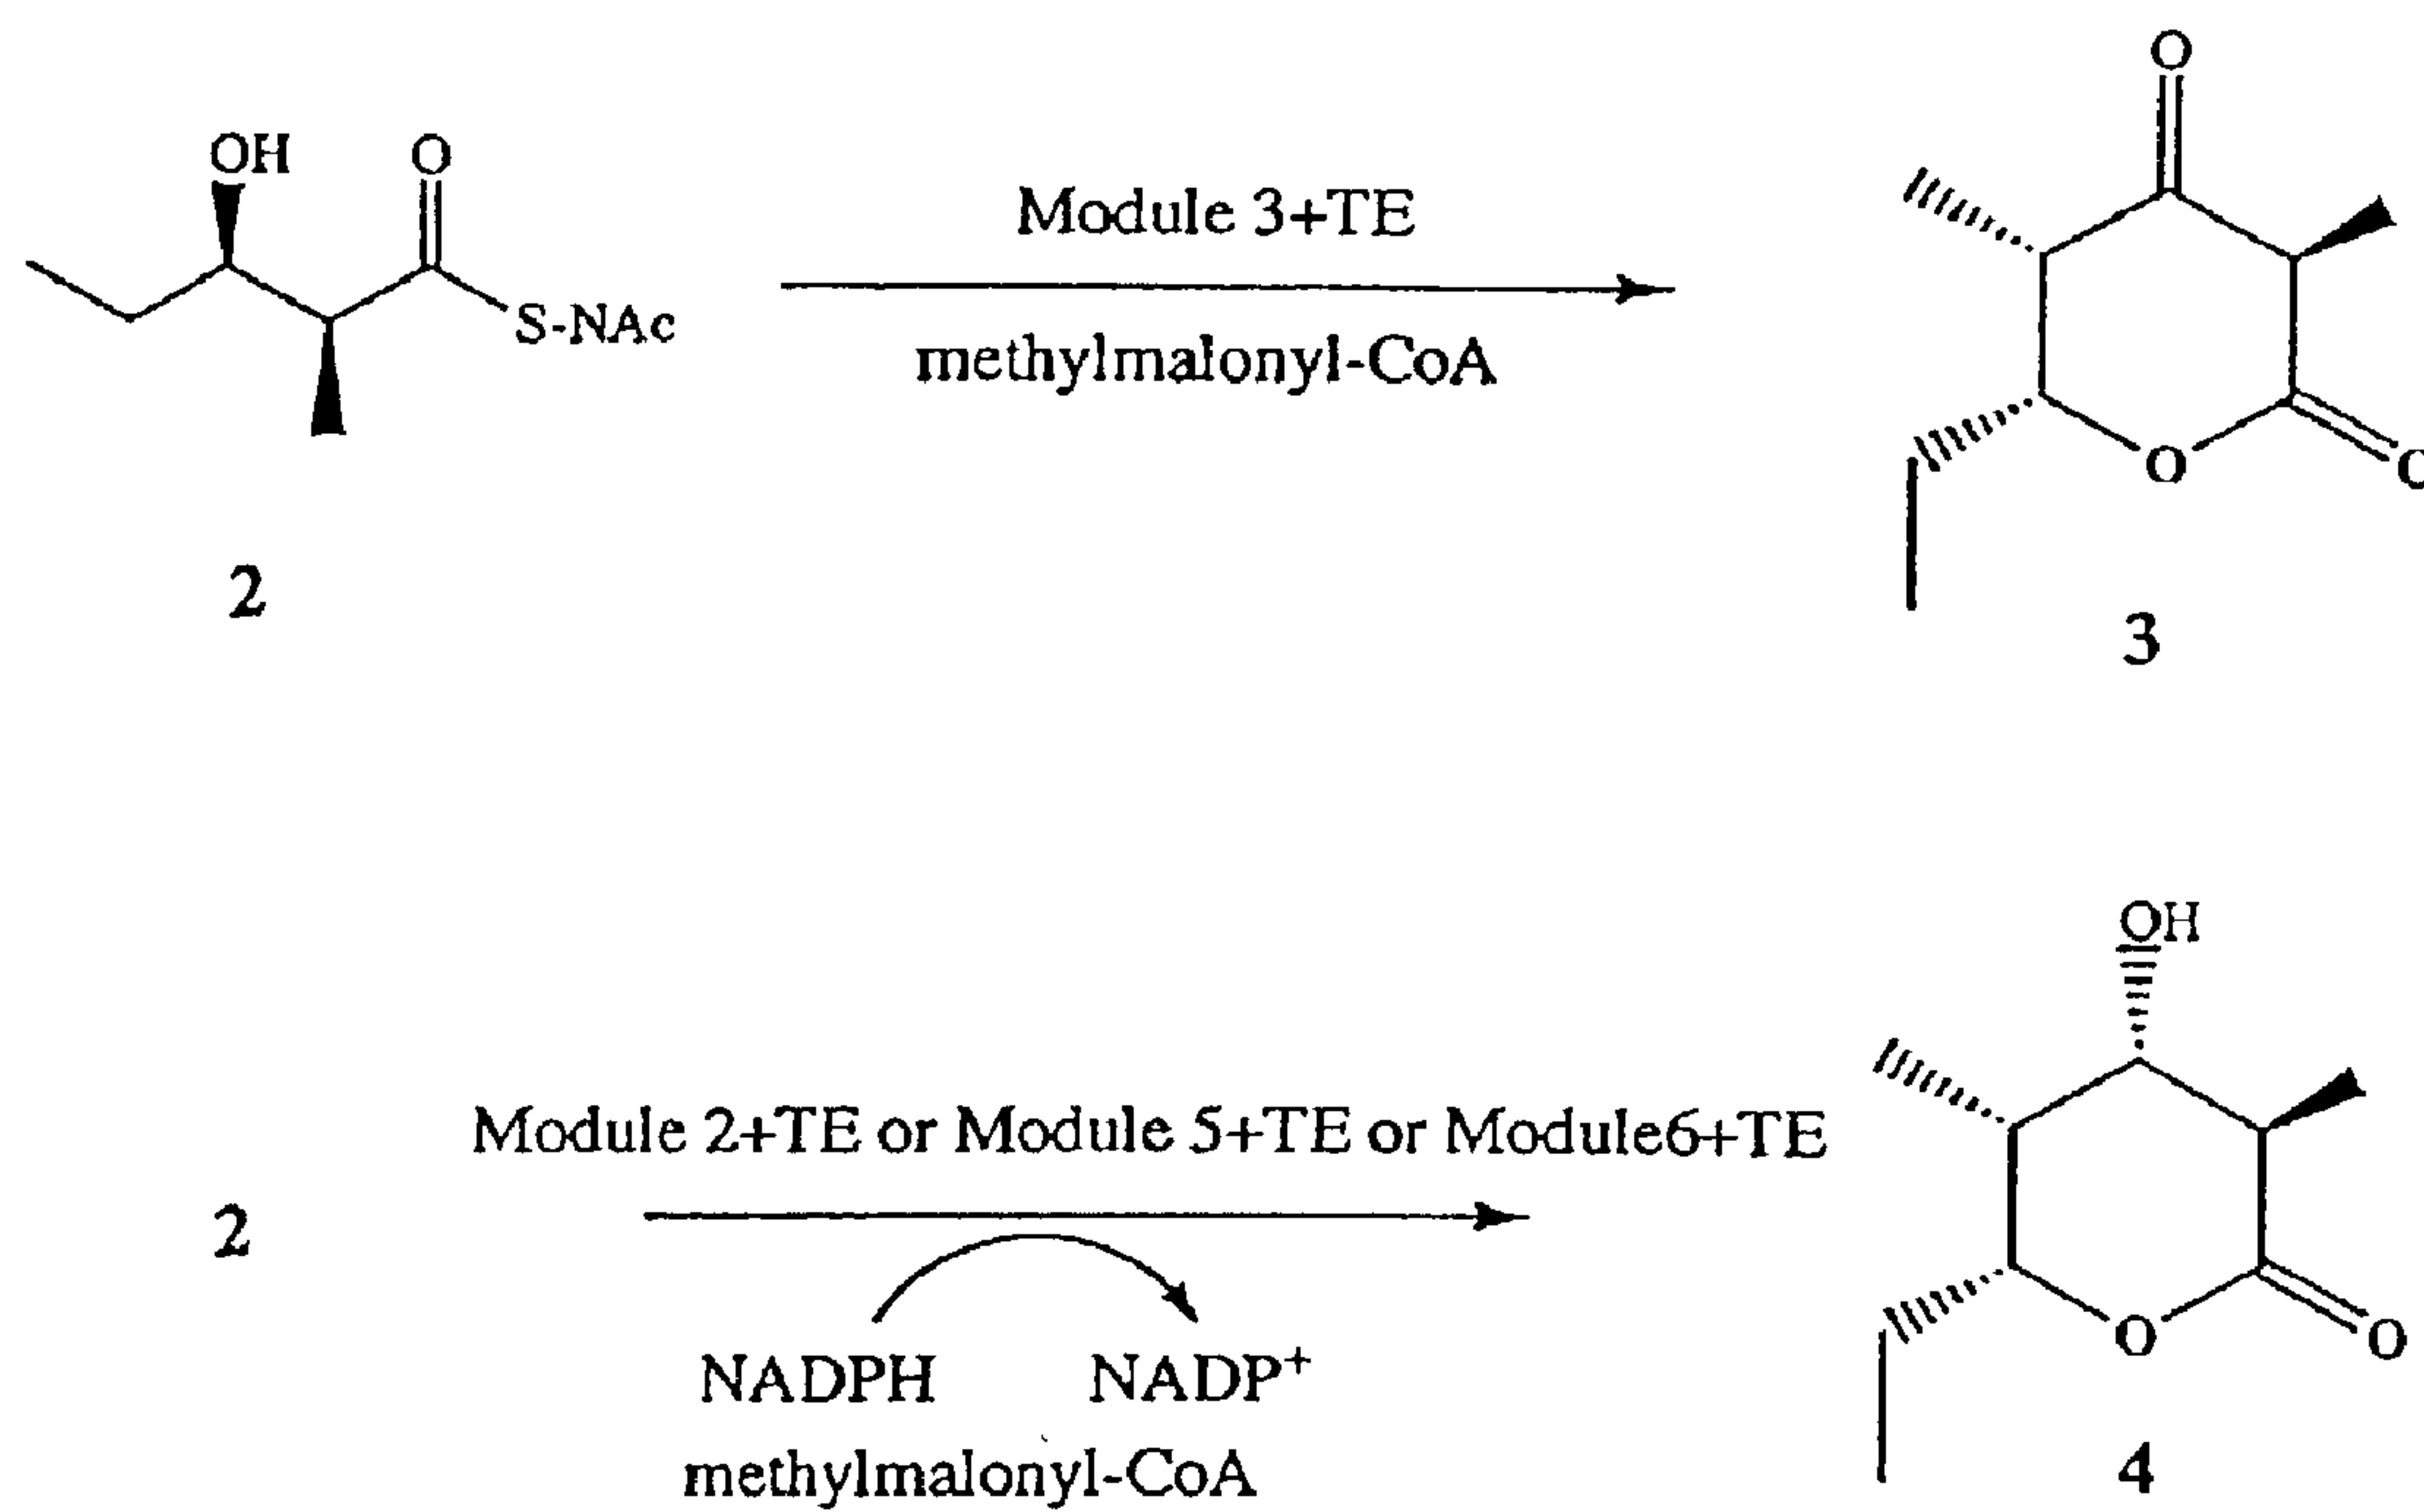 O
OH O
Module 3+TE
S-NAc
methylmalonyl-CoA
O O
2
3
OH
Module 2+TE or Module 5+TE or Module6+TE
2
O O
NADPH NADP⁺
methylmalonyl-CoA
4